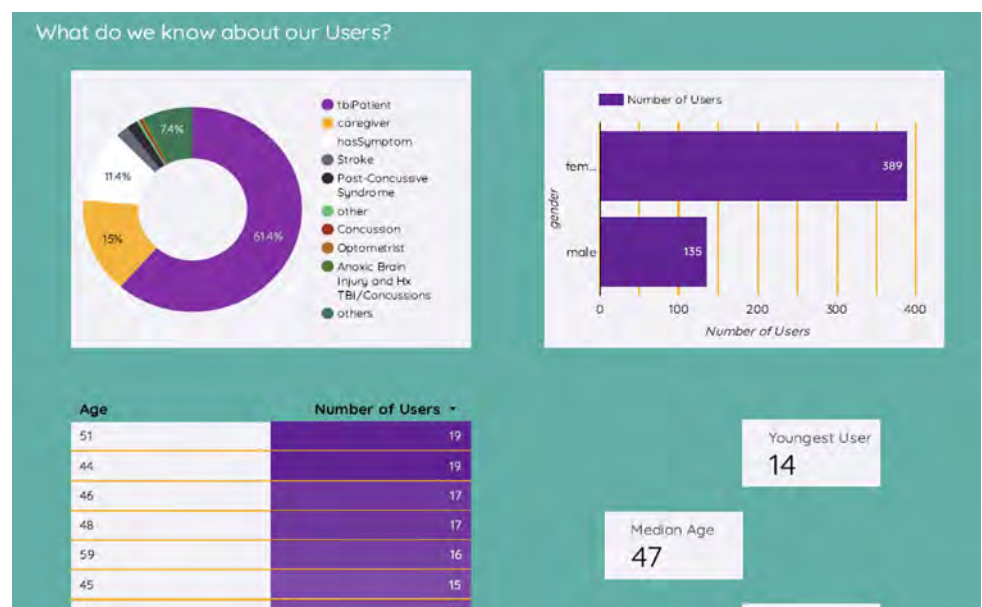 What do we know about our Users?
7.4%
11.4%
15%
61.4%
tbiPatient
caregiver
hasSymptom
Stroke
Post-Concussive
Syndrome
other
Concussion
Optometrist
Anoxic Brain
Injury and Hx
TBI/Concussions
others
Number of Users
gender
fem...
389
male
135
0 100 200 300 400
Number of Users
Age Number of Users
51 19
44 19
46 17
48 17
59 16
45 15
Youngest User
14
Median Age
47